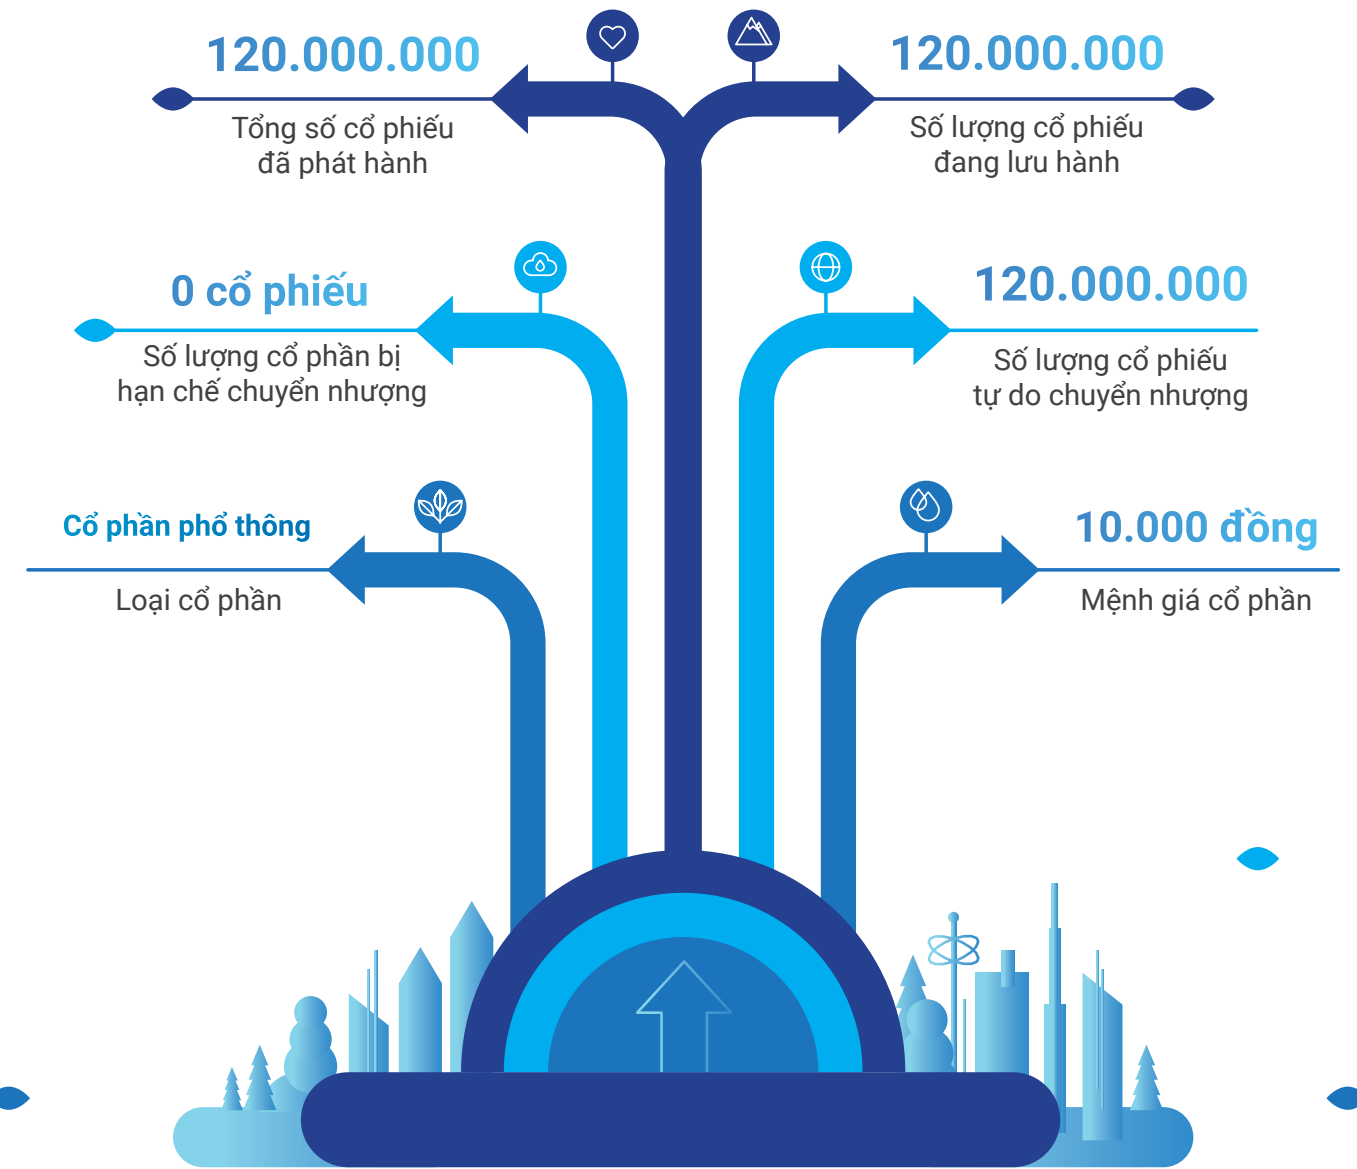 120.000.000
Tổng số cổ phiếu
đã phát hành
120.000.000
Số lượng cổ phiếu
đang lưu hành
0 cổ phiếu
Số lượng cổ phần bị
hạn chế chuyển nhượng
120.000.000
Số lượng cổ phiếu
tự do chuyển nhượng
Cổ phần phổ thông
Loại cổ phần
10.000 đồng
Mệnh giá cổ phần